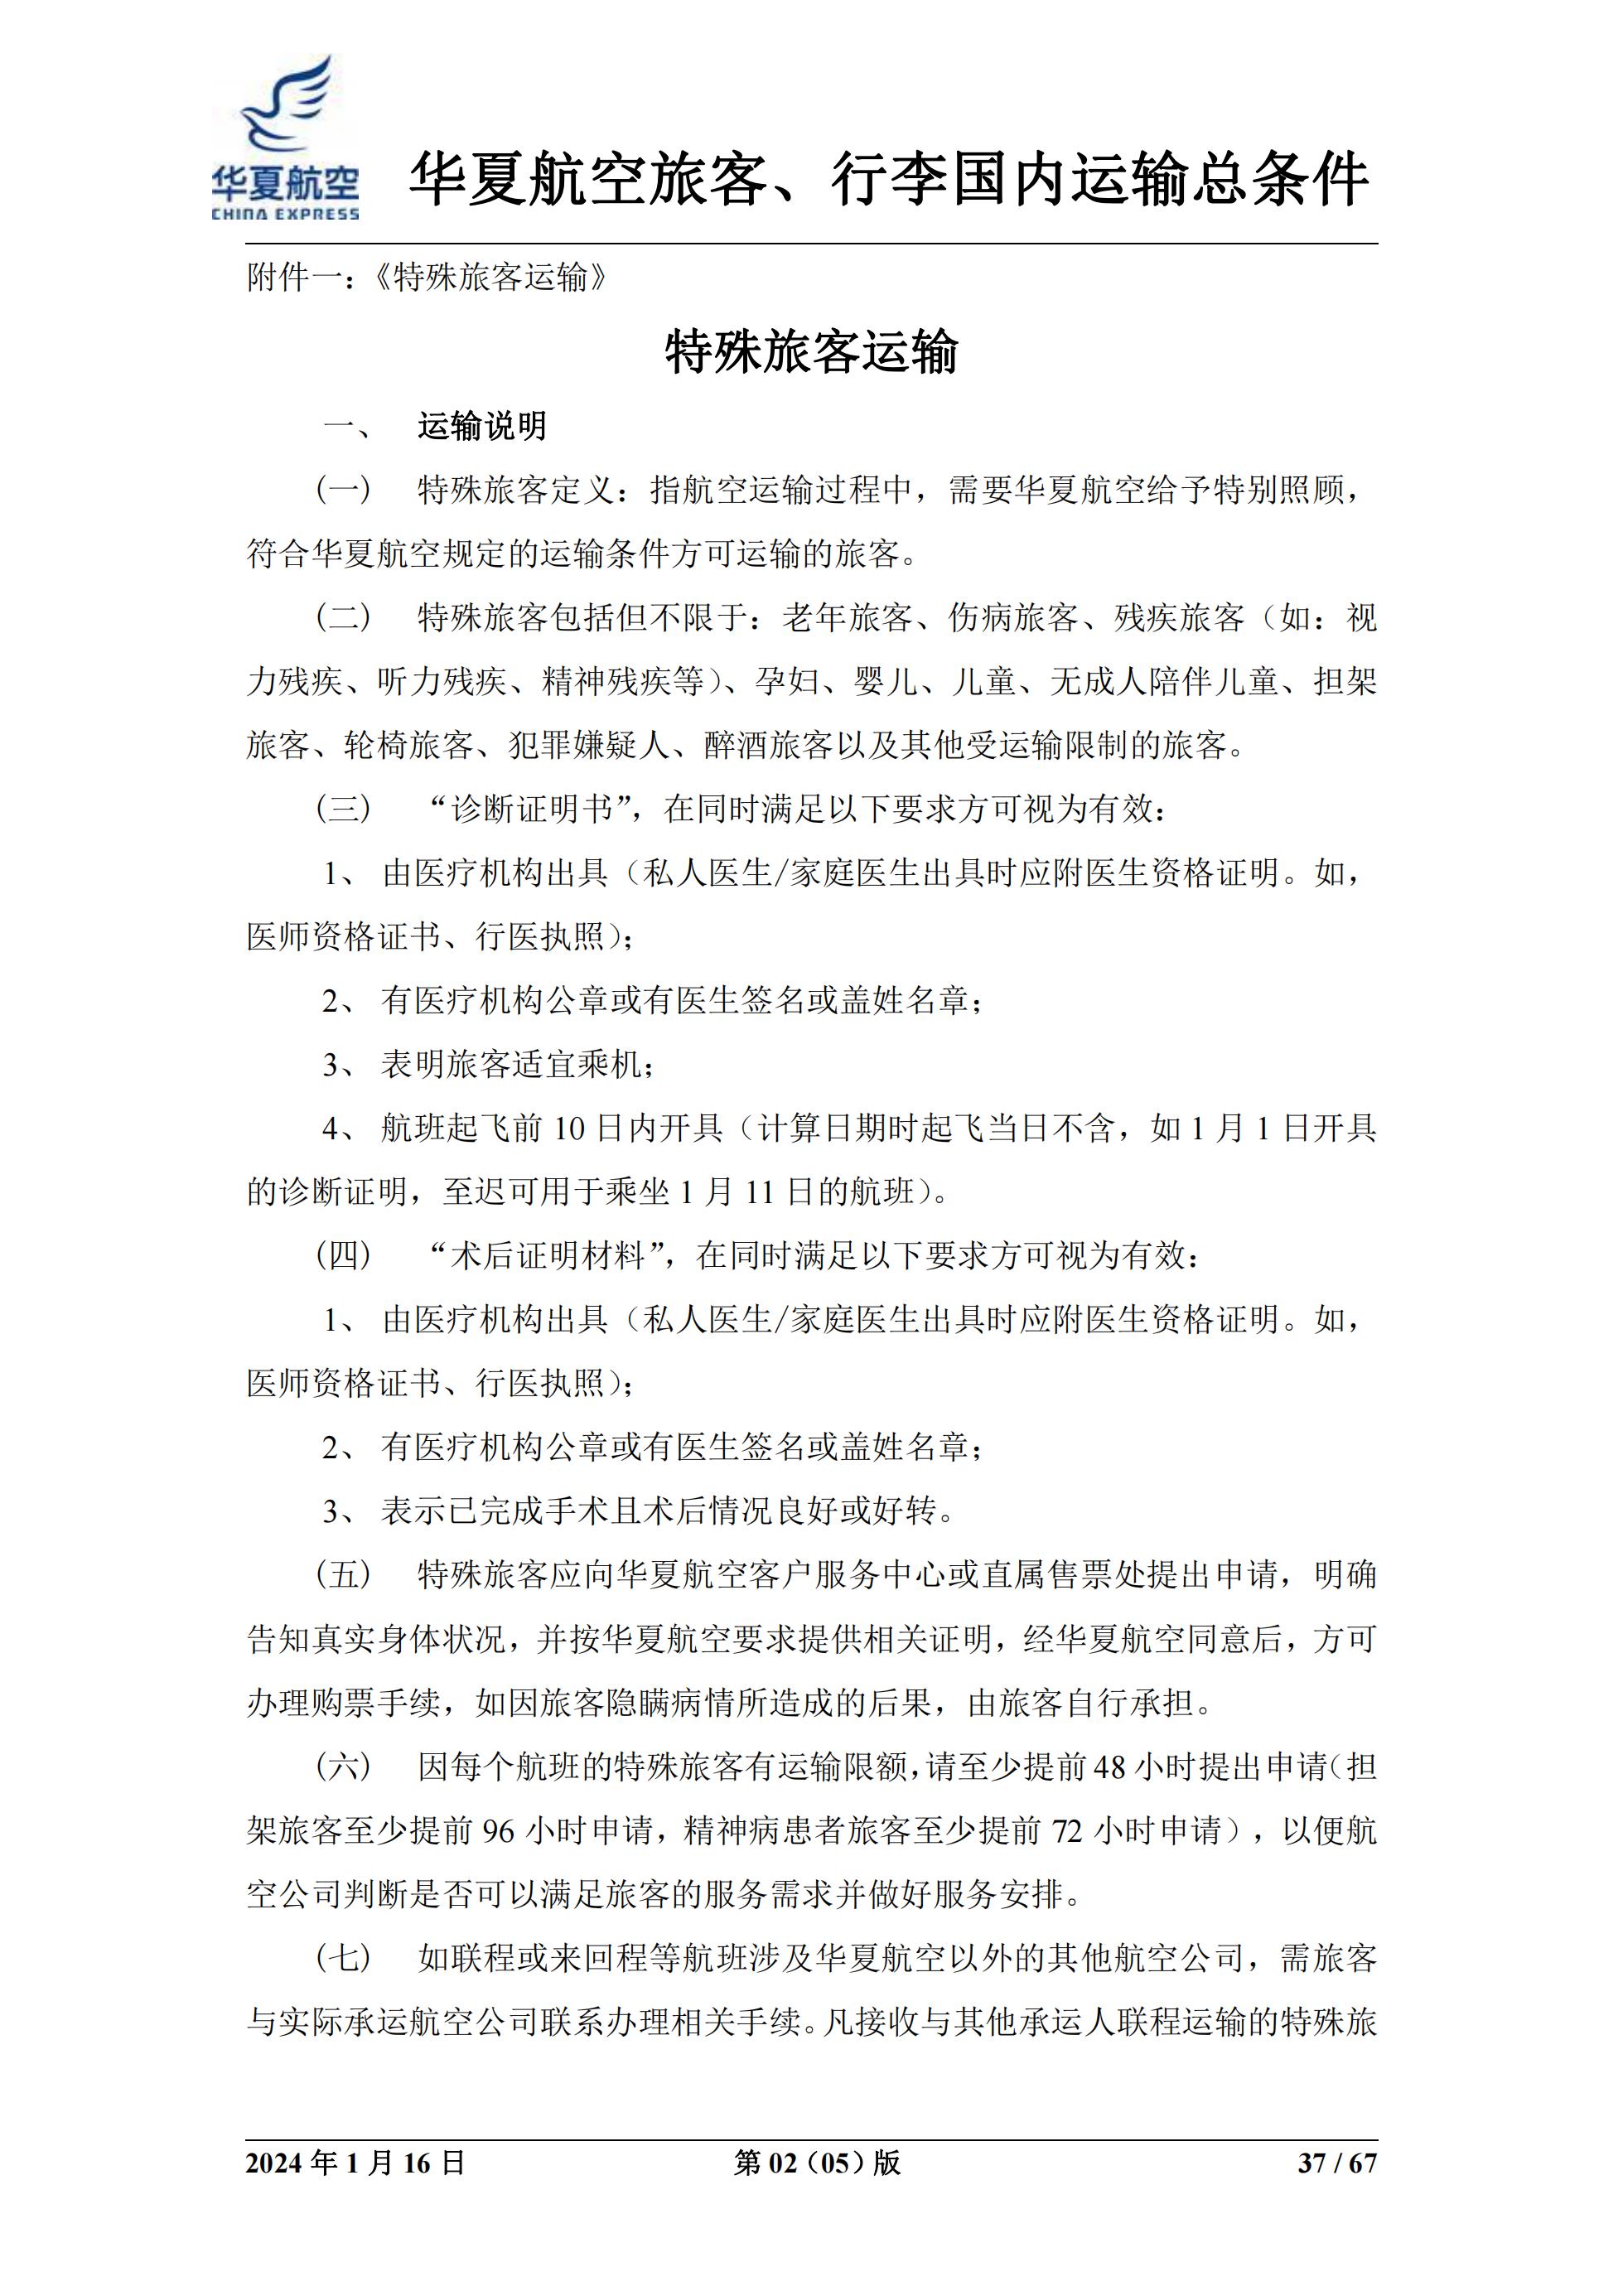 华夏航空
CHINA EXPRESS
华夏航空旅客、行李国内运输总条件
附件一：《特殊旅客运输》
特殊旅客运输
一、 运输说明
(一) 特殊旅客定义：指航空运输过程中，需要华夏航空给予特别照顾，
符合华夏航空规定的运输条件方可运输的旅客。
(二) 特殊旅客包括但不限于：老年旅客、伤病旅客、残疾旅客（如：视
力残疾、听力残疾、精神残疾等）、孕妇、婴儿、儿童、无成人陪伴儿童、担架
旅客、轮椅旅客、犯罪嫌疑人、醉酒旅客以及其他受运输限制的旅客。
(三) “诊断证明书”，在同时满足以下要求方可视为有效：
1、 由医疗机构出具（私人医生/家庭医生出具时应附医生资格证明。如，
医师资格证书、行医执照）；
2、 有医疗机构公章或有医生签名或盖姓名章；
3、 表明旅客适宜乘机；
4、 航班起飞前 10 日内开具（计算日期时起飞当日不含，如 1 月 1 日开具
的诊断证明，至迟可用于乘坐 1 月 11 日的航班）。
(四) “术后证明材料”，在同时满足以下要求方可视为有效：
1、 由医疗机构出具（私人医生/家庭医生出具时应附医生资格证明。如，
医师资格证书、行医执照）；
2、 有医疗机构公章或有医生签名或盖姓名章；
3、 表示已完成手术且术后情况良好或好转。
(五) 特殊旅客应向华夏航空客户服务中心或直属售票处提出申请，明确
告知真实身体状况，并按华夏航空要求提供相关证明，经华夏航空同意后，方可
办理购票手续，如因旅客隐瞒病情所造成的后果，由旅客自行承担。
(六) 因每个航班的特殊旅客有运输限额，请至少提前 48 小时提出申请（担
架旅客至少提前 96 小时申请，精神病患者旅客至少提前 72 小时申请），以便航
空公司判断是否可以满足旅客的服务需求并做好服务安排。
(七) 如联程或来回程等航班涉及华夏航空以外的其他航空公司，需旅客
与实际承运航空公司联系办理相关手续。凡接收与其他承运人联程运输的特殊旅
2024 年 1 月 16 日 第 02（05）版 37 / 67